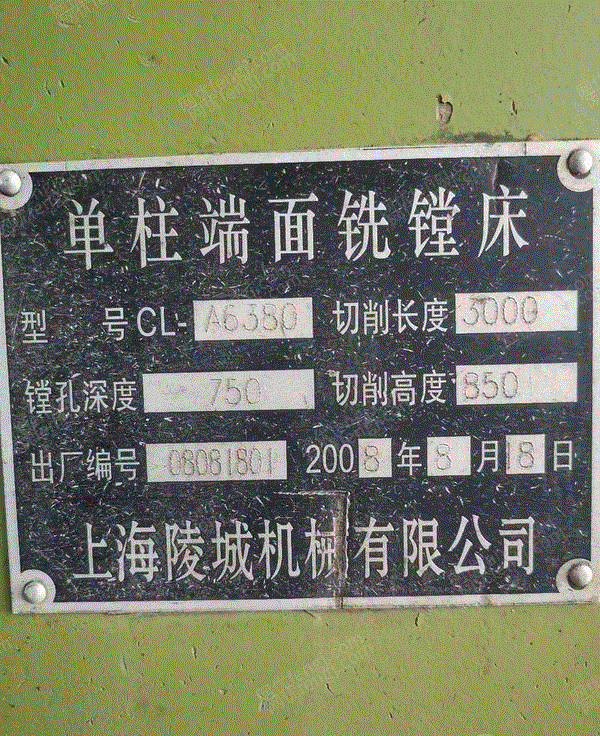 单柱端面铣镗床
型 号 CL- A6380 切削长度 3000
镗孔深度 750 切削高度 850
出厂编号 08081801 2008年8月18日
上海陵城机械有限公司